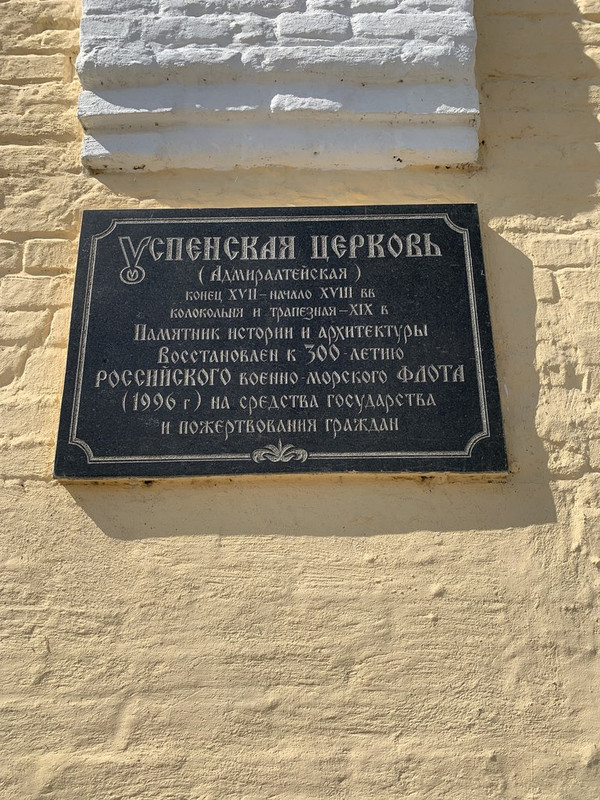 Успенская церковь
(Адмиралтейская)
конец XVII – начало XVIII вв
колокольня и трапезная – XIX в
Памятник истории и архитектуры
Восстановлен к 300-летию
РОССИЙСКОГО военно-морского ФЛОТА
(1996 г) на средства государства
и пожертвования граждан